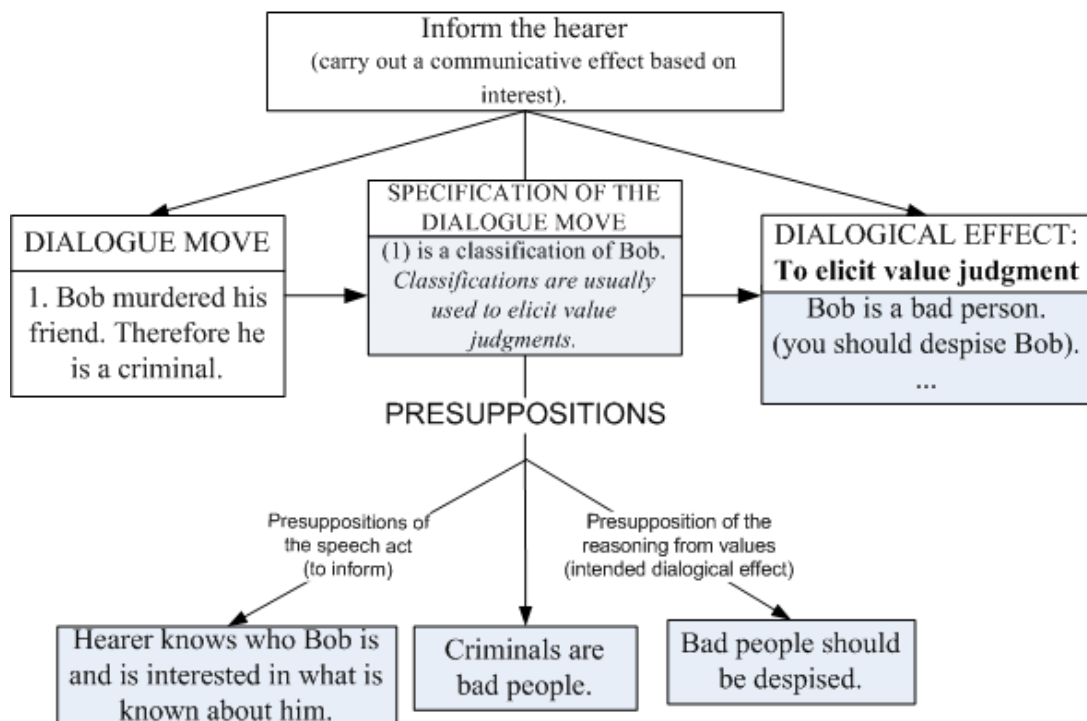 Inform the hearer
(carry out a communicative effect based on
interest).
DIALOGUE MOVE
1. Bob murdered his
friend. Therefore he
is a criminal.
SPECIFICATION OF THE
DIALOGUE MOVE
(1) is a classification of Bob.
Classifications are usually
used to elicit value
judgments.
DIALOGICAL EFFECT:
To elicit value judgment
Bob is a bad person.
(you should despise Bob).
...
PRESUPPOSITIONS
Presuppositions of
the speech act
(to inform)
Presupposition of the
reasoning from values
(intended dialogical effect)
Hearer knows who Bob is
and is interested in what is
known about him.
Criminals are
bad people.
Bad people should
be despised.